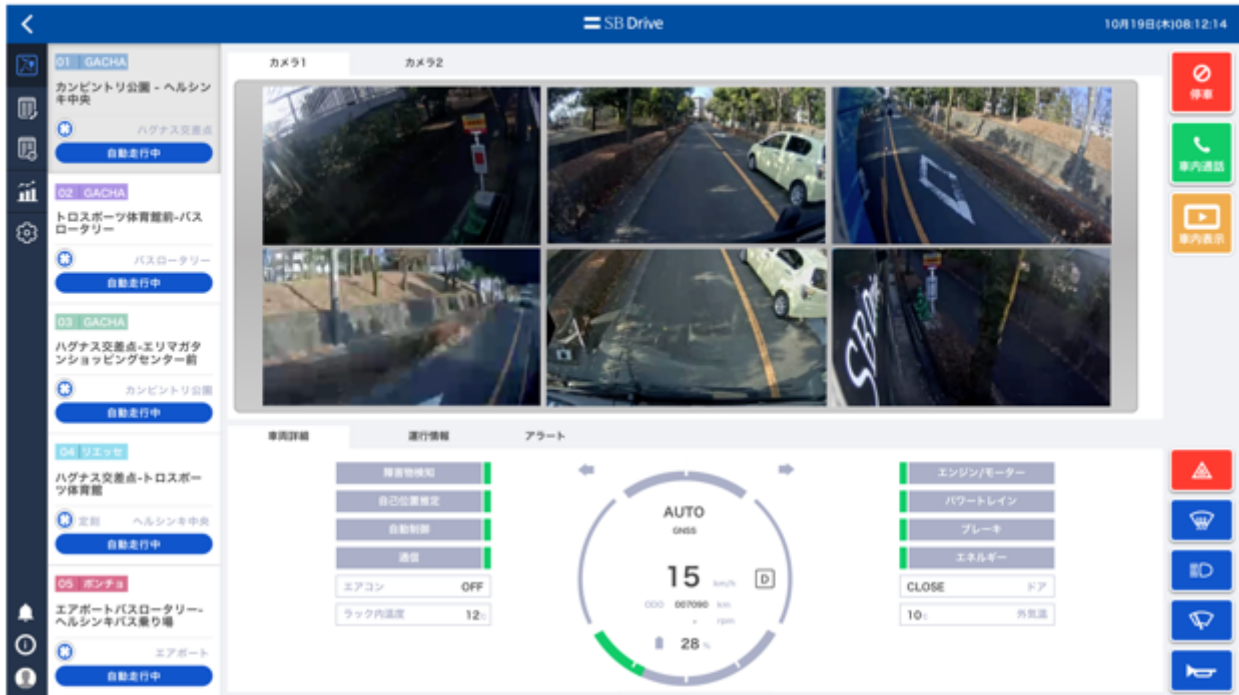 SB Drive
10月19日(木)08:12:14
01 GACHA
カンピントリ公園 - ヘルシン
キ中央
ハグナス交差点
自動走行中
02 GACHA
トロスポーツ体育館前-バス
ロータリー
バスロータリー
自動走行中
03 GACHA
ハグナス交差点-エリマガタ
ンショッピングセンター前
カンピントリ公園
自動走行中
04 リエッセ
ハグナス交差点-トロスポー
ツ体育館
定刻 ヘルシンキ中央
自動走行中
05 ポンチョ
エアポートバスロータリー-
ヘルシンキバス乗り場
エアポート
自動走行中
カメラ1 カメラ2
SBDrive
車両詳細 運行情報 アラート
障害物検知
自己位置推定
自動制御
通信
エアコン OFF
ラック内温度 12℃
AUTO
GNSS
15 km/h D
ODO 007090 km
- rpm
28 %
エンジン/モーター
パワートレイン
ブレーキ
エネルギー
CLOSE ドア
10℃ 外気温
停車
車内通話
車内表示